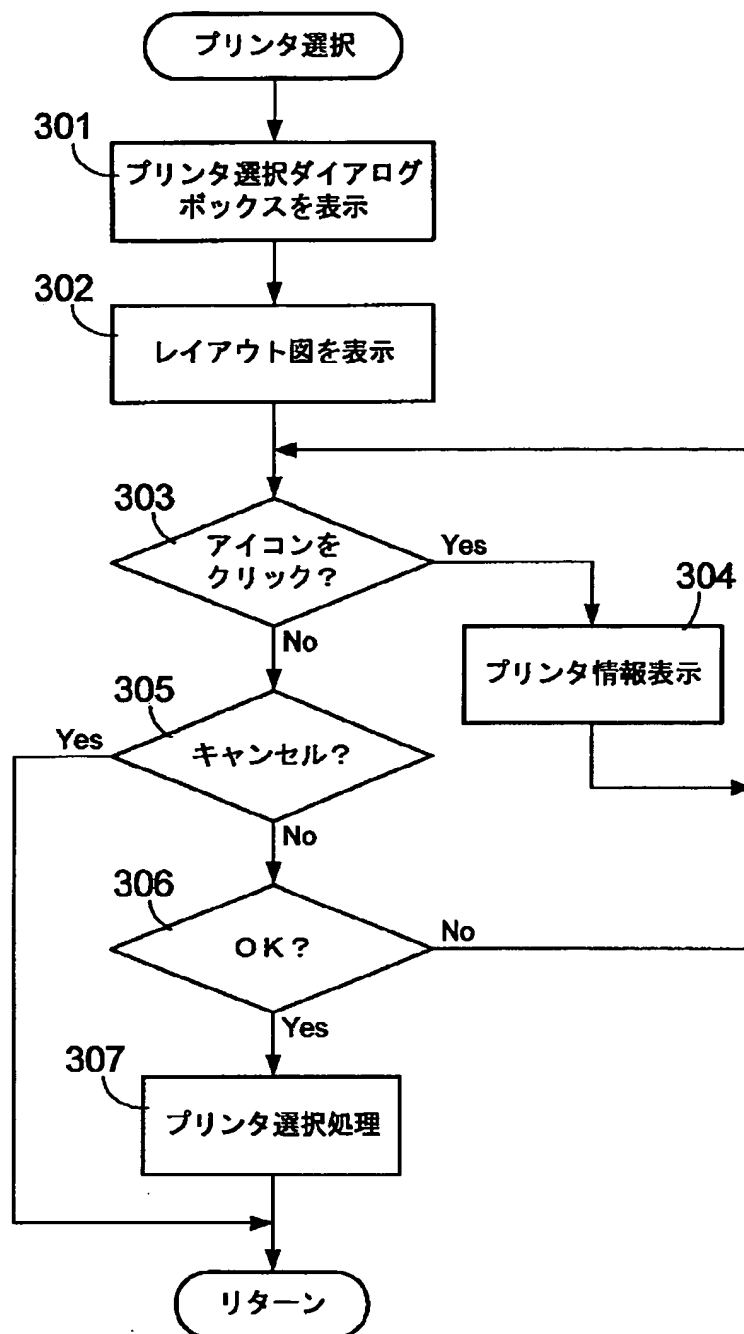 プリンタ選択
301
プリンタ選択ダイアログ
ボックスを表示
302
レイアウト図を表示
303
アイコンを
クリック？
Yes
304
プリンタ情報表示
No
305
Yes
キャンセル？
No
306
OK？
No
Yes
307
プリンタ選択処理
リターン